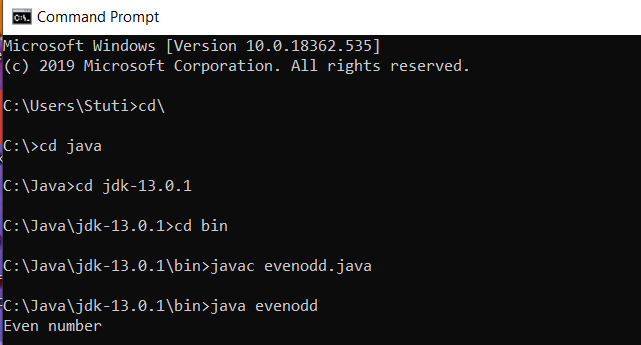 Command Prompt
Microsoft Windows [Version 10.0.18362.535]
(c) 2019 Microsoft Corporation. All rights reserved.
C:\Users\Stuti>cd\
C:\>cd java
C:\Java>cd jdk-13.0.1
C:\Java\jdk-13.0.1>cd bin
C:\Java\jdk-13.0.1\bin>javac evenodd.java
C:\Java\jdk-13.0.1\bin>java evenodd
Even number